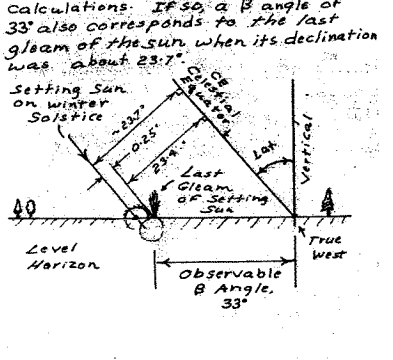 calculations. If so, a β angle of
33° also corresponds to the last
gleam of the sun when its declination
was about 23.7°.
Setting Sun
on winter
Solstice
~23.7°
0.25°
23.4°
CE
Celestial
Equator
Lat.
Vertical
Last
Gleam
of Setting
Sun
Level
Horizon
True
West
Observable
β Angle,
33°